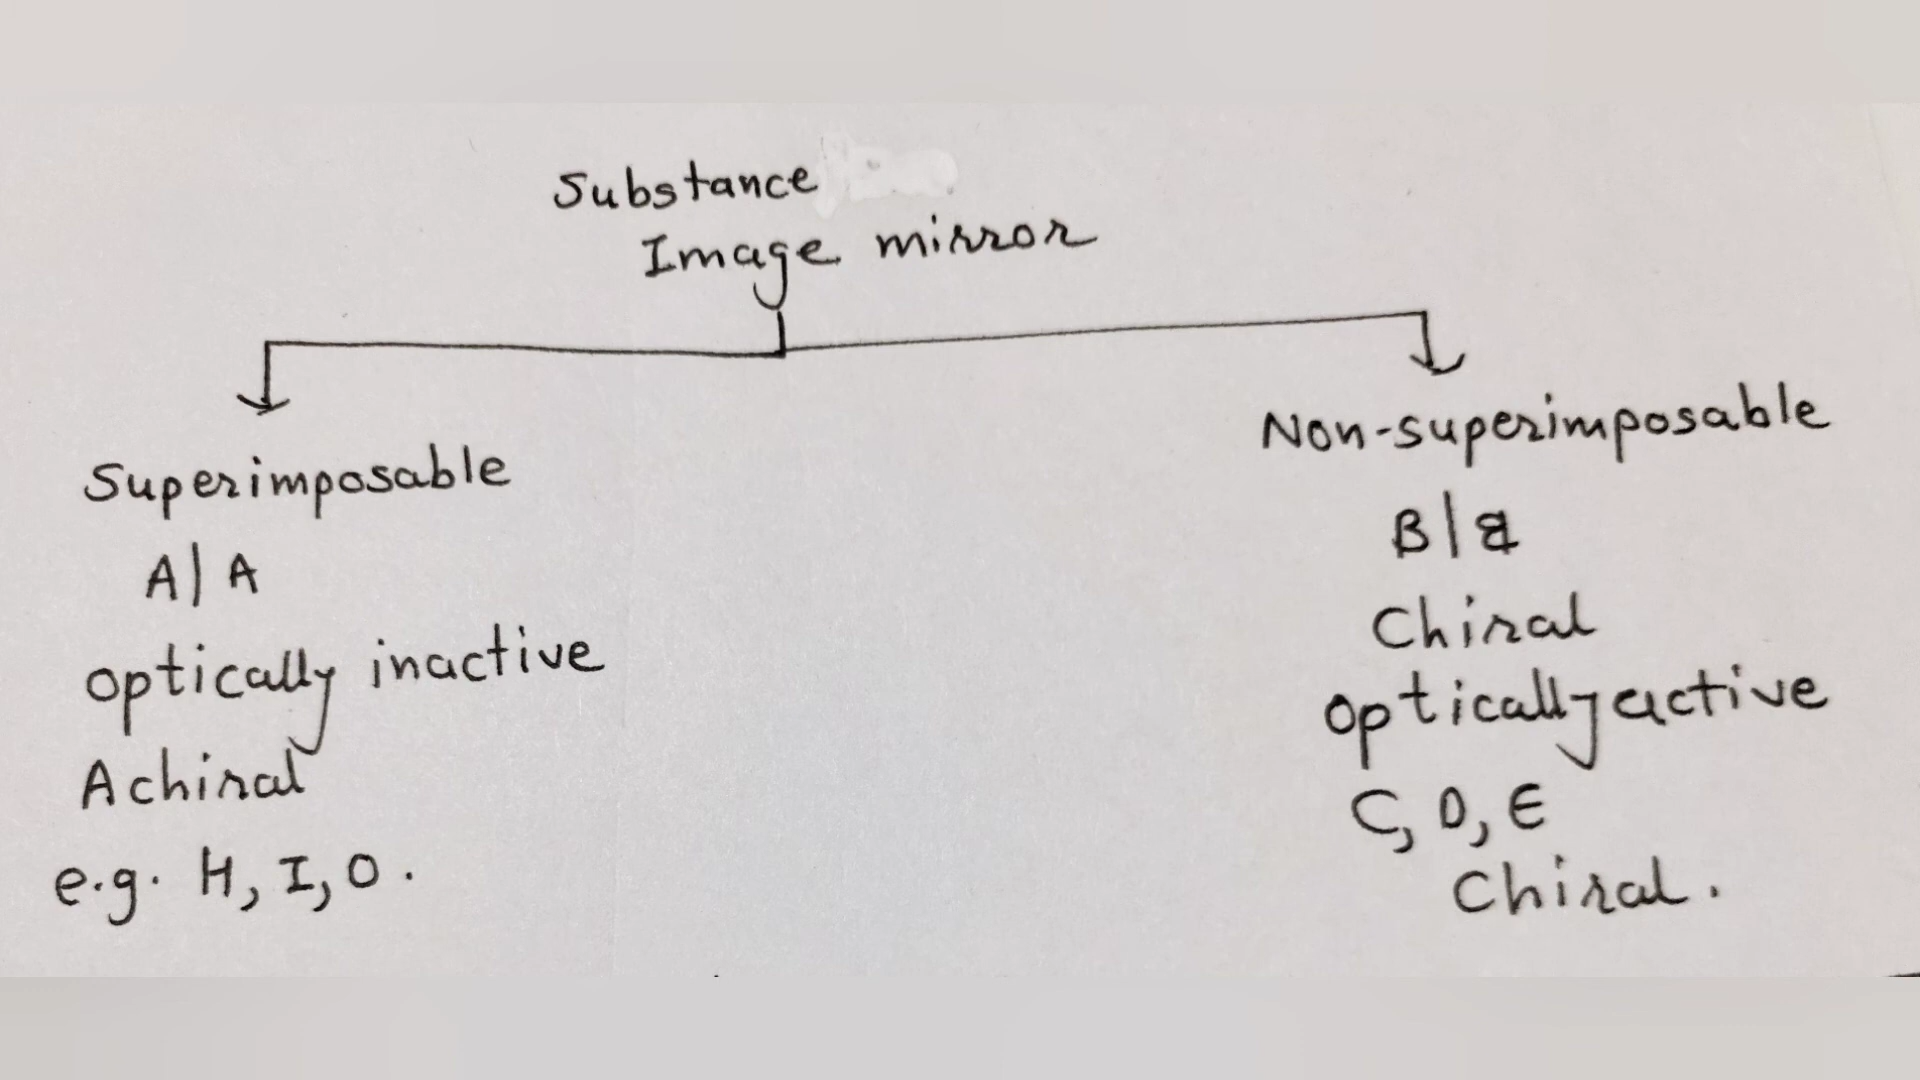 Substance
Image mirror
Superimposable
A | A
optically inactive
Achiral
e.g. H, I, O.
Non-superimposable
B |
Chiral
optically active
C, D, E
Chiral.